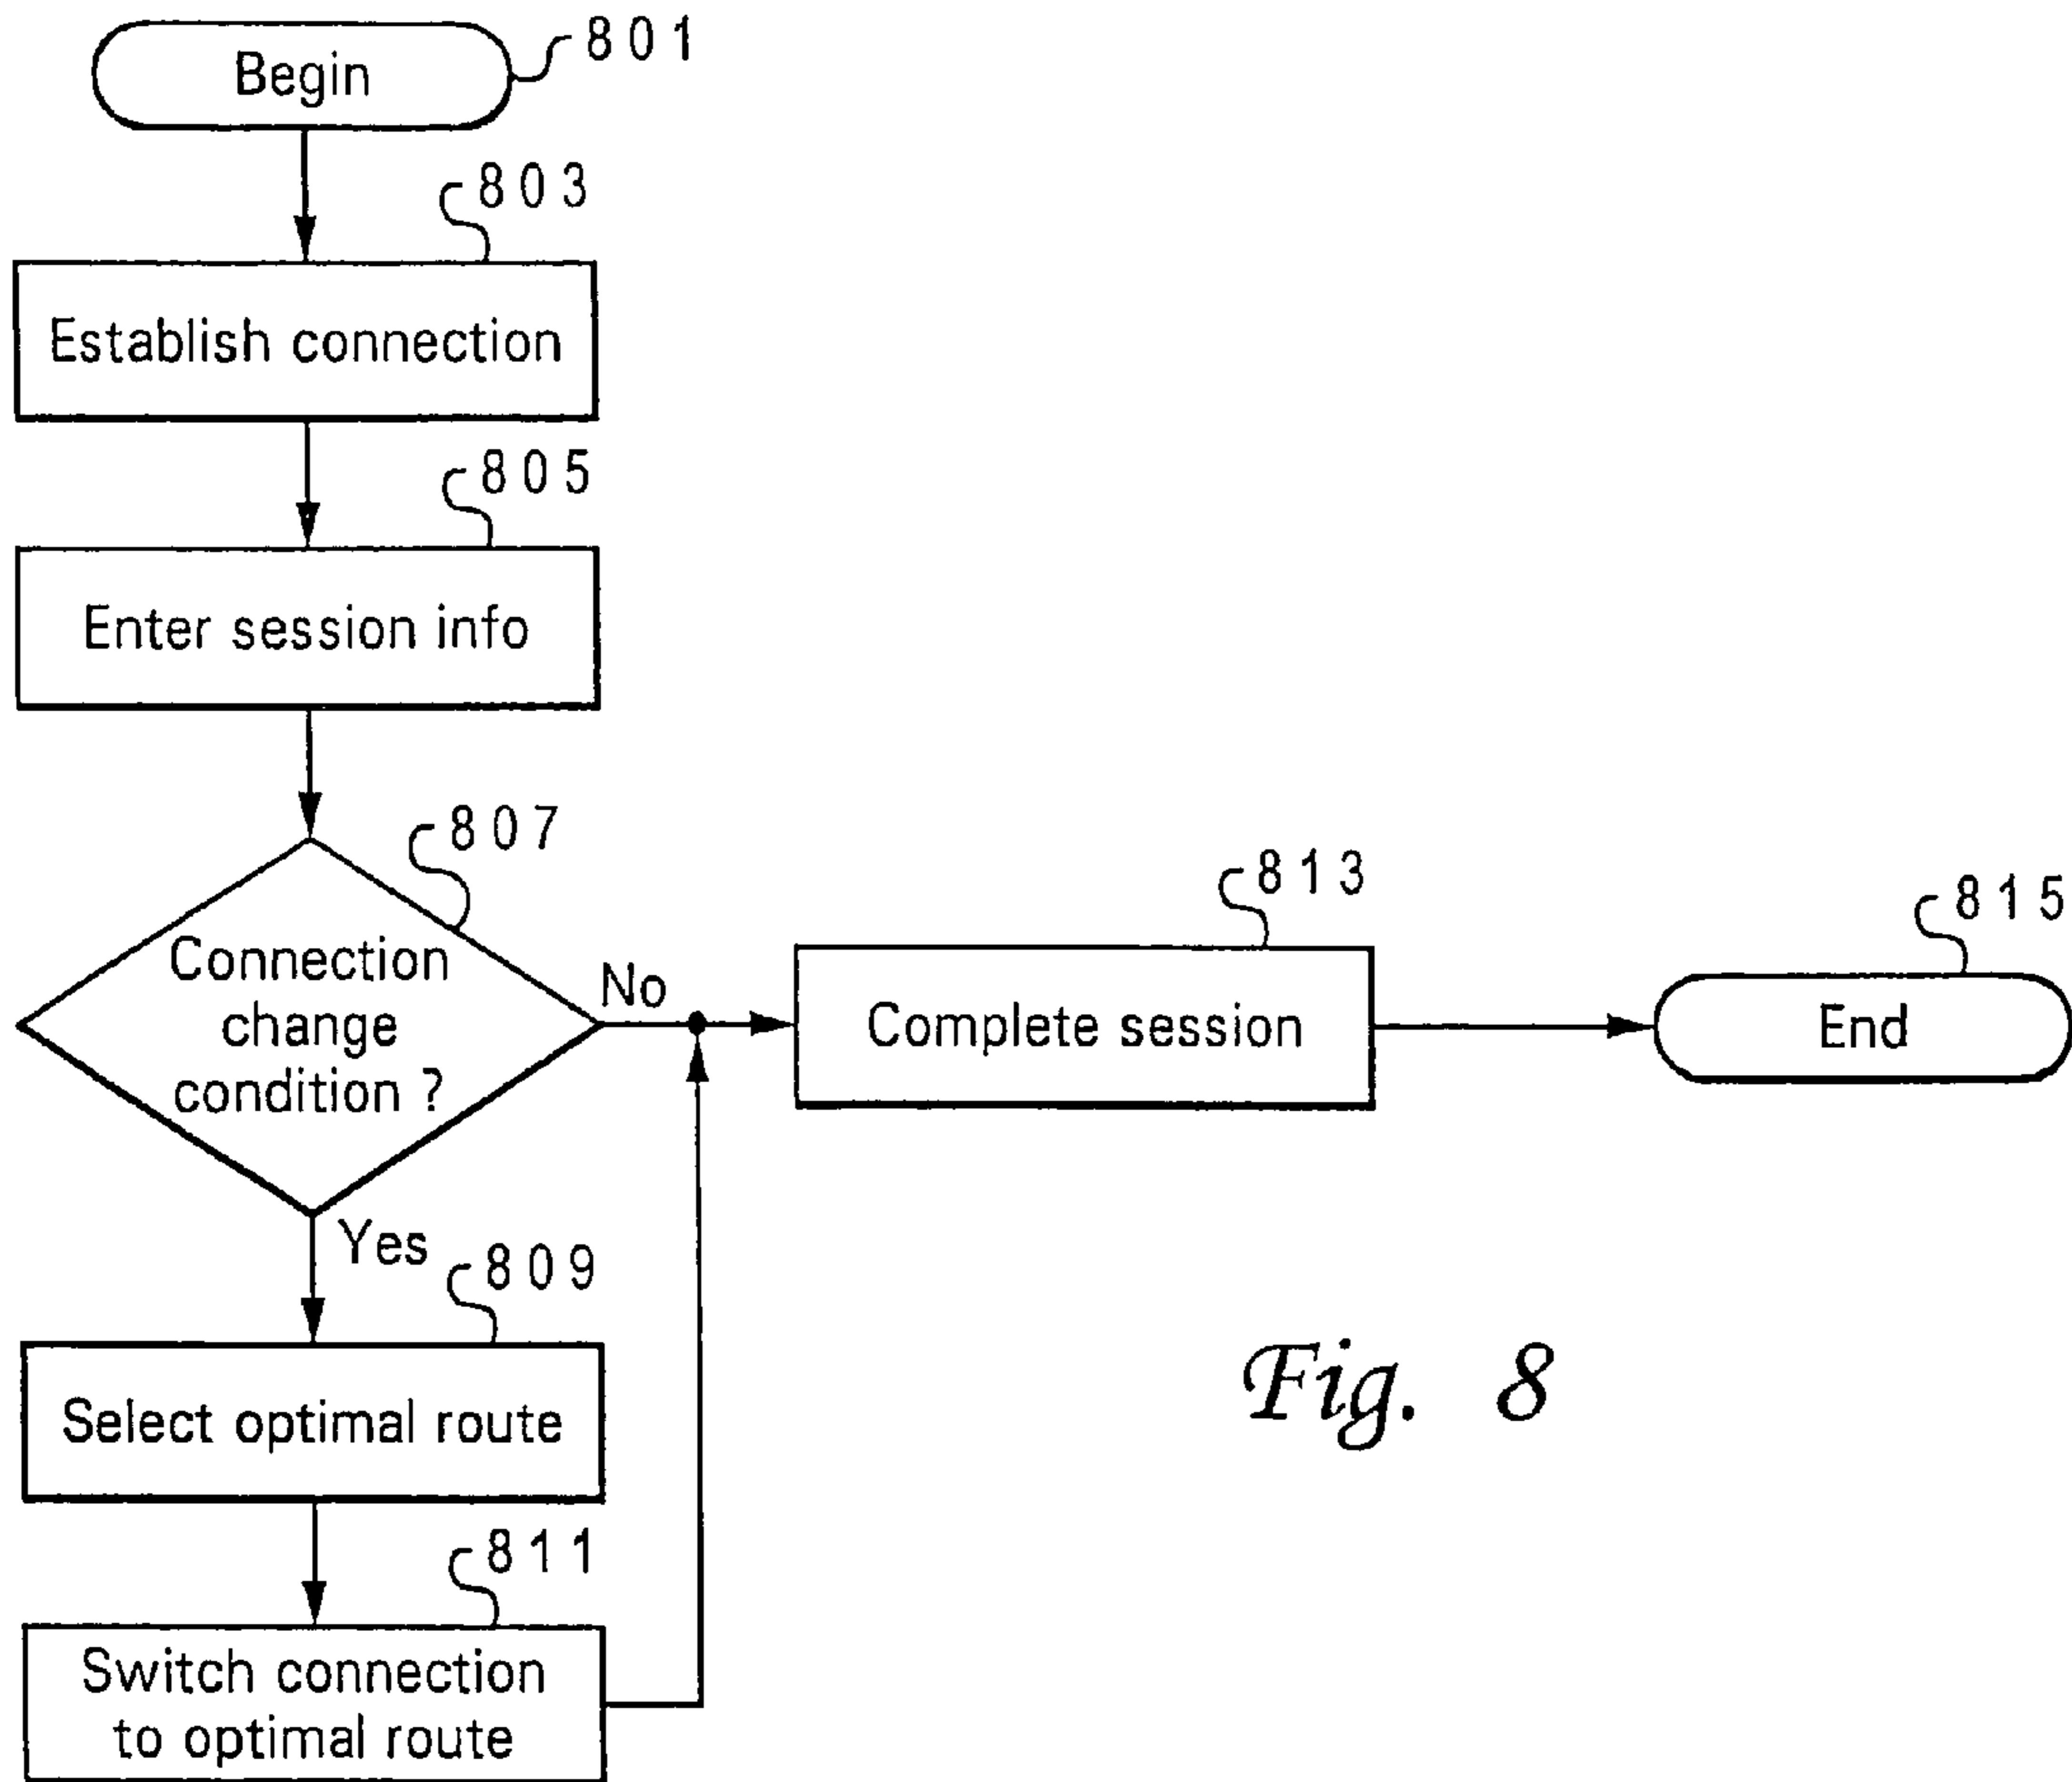 Begin
801
803
Establish connection
805
Enter session info
807
Connection
change
condition ?
No
813
Complete session
815
End
Yes
809
Select optimal route
811
Switch connection
to optimal route
Fig. 8